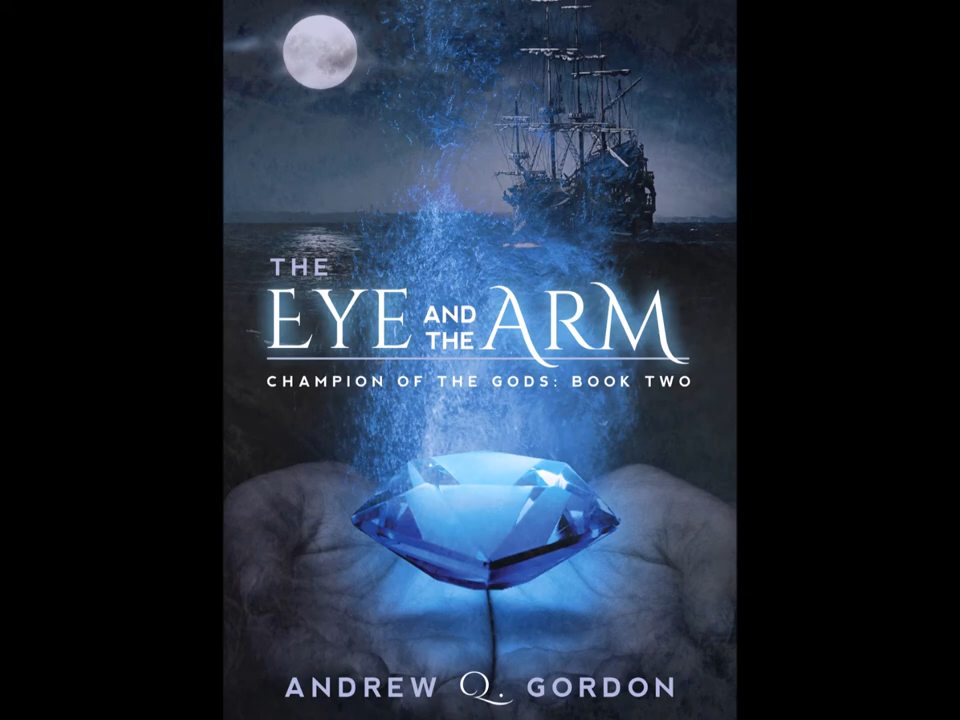 THE
EYE AND THE ARM
CHAMPION OF THE GODS: BOOK TWO
ANDREW Q. GORDON